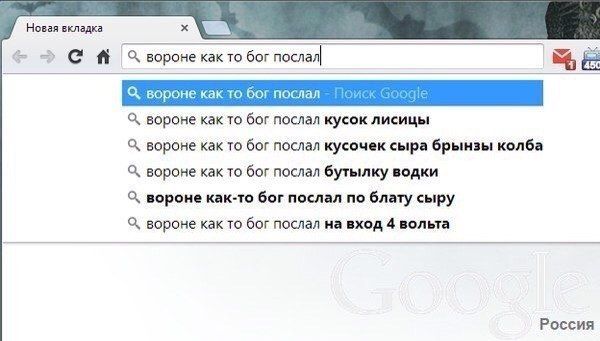 Новая вкладка
вороне как то бог послал
1
450
вороне как то бог послал - Поиск Google
вороне как то бог послал кусок лисицы
вороне как то бог послал кусочек сыра брынзы колба
вороне как то бог послал бутылку водки
вороне как-то бог послал по блату сыру
вороне как то бог послал на вход 4 вольта
Google
Россия